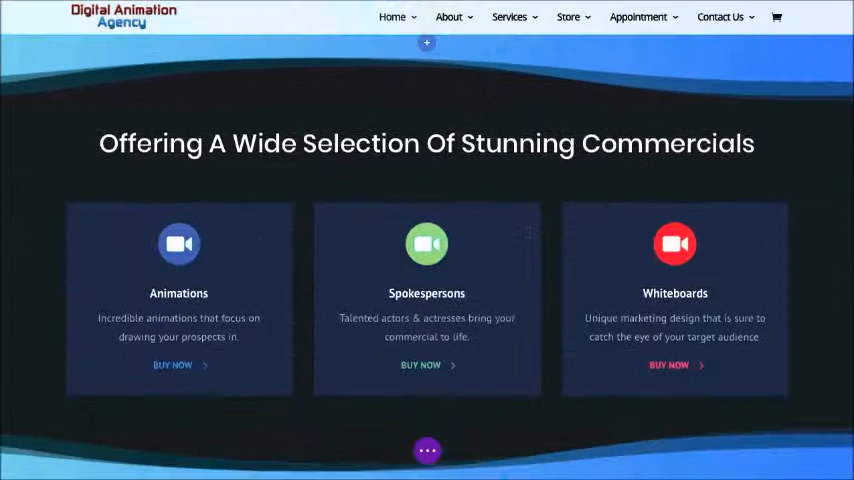 Digital Animation
Agency
Home
About
Services
Store
Appointment
Contact Us
Offering A Wide Selection Of Stunning Commercials
Animations
Incredible animations that focus on
drawing your prospects in.
BUY NOW
Spokespersons
Talented actors & actresses bring your
commercial to life.
BUY NOW
Whiteboards
Unique marketing design that is sure to
catch the eye of your target audience
BUY NOW